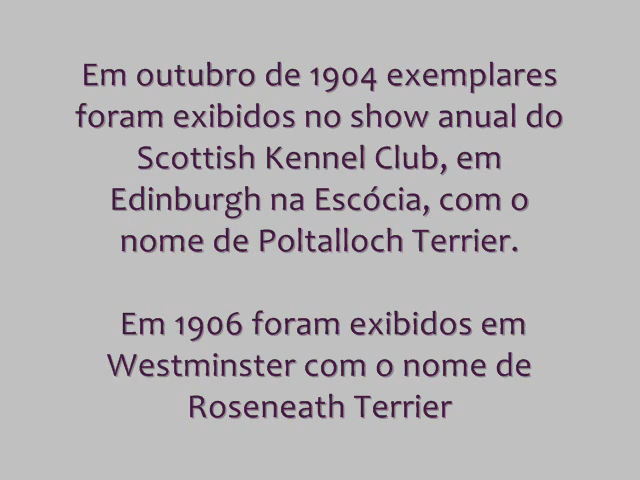 Em outubro de 1904 exemplares
foram exibidos no show anual do
Scottish Kennel Club, em
Edinburgh na Escócia, com o
nome de Poltalloch Terrier.
Em 1906 foram exibidos em
Westminster com o nome de
Roseneath Terrier